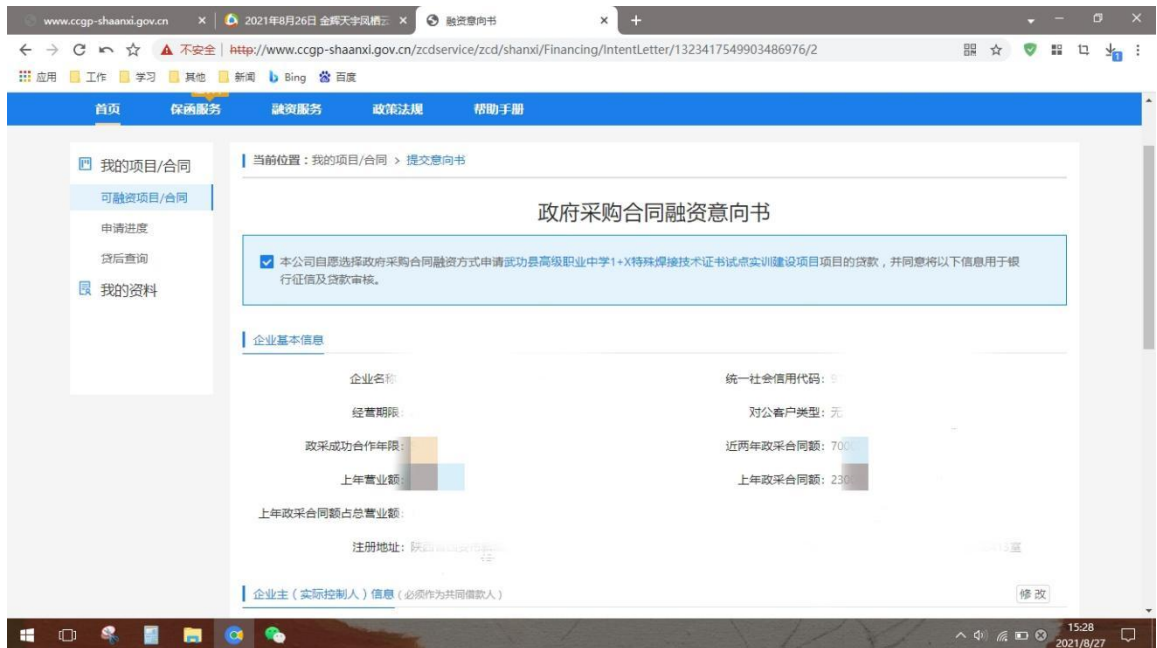 www.ccgp-shaanxi.gov.cn
2021年8月26日 金辉天宇凤栖云
融资意向书
不安全 http://www.ccgp-shaanxi.gov.cn/zcdservice/zcd/shanxi/Financing/IntentLetter/1323417549903486976/2
应用 工作 学习 其他 新闻 Bing 百度
首页 保函服务 融资服务 政策法规 帮助手册
我的项目/合同
可融资项目/合同
申请进度
贷后查询
我的资料
当前位置：我的项目/合同 > 提交意向书
政府采购合同融资意向书
本公司自愿选择政府采购合同融资方式申请武功县高级职业中学1+X特殊焊接技术证书试点实训建设项目项目的贷款，并同意将以下信息用于银
行征信及贷款审核。
企业基本信息
企业名称 统一社会信用代码：9
经营期限： 对公客户类型：无
政采成功合作年限： 近两年政采合同额：700
上年营业额： 上年政采合同额：230
上年政采合同额占总营业额：
注册地址：陕 室
企业主（实际控制人）信息（必须作为共同借款人） 修改
15:28
2021/8/27